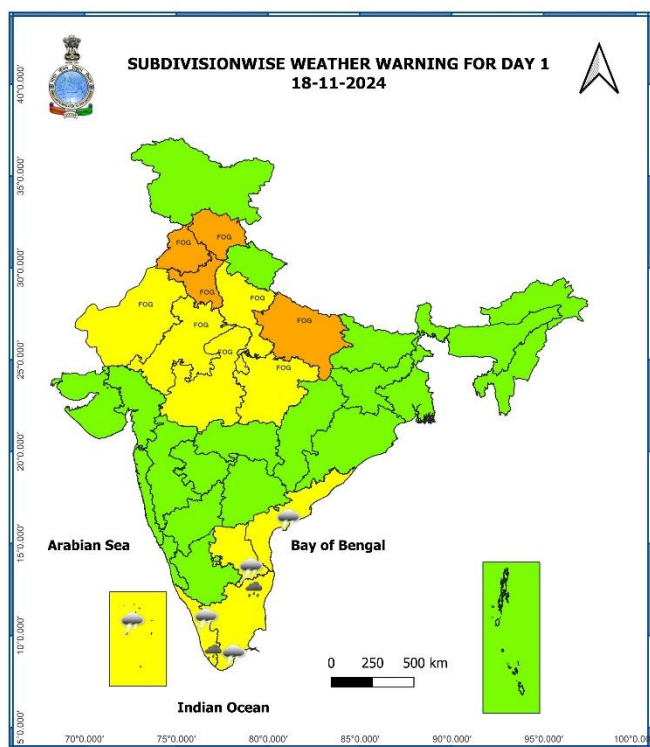 SUBDIVISIONWISE WEATHER WARNING FOR DAY 1
18-11-2024
40°0.000'
35°0.000'
30°0.000'
25°0.000'
20°0.000'
15°0.000'
10°0.000'
5°0.000'
FOG
FOG
FOG
FOG
FOG
FOG
FOG
FOG
FOG
Arabian Sea
Bay of Bengal
0 250 500 km
Indian Ocean
70°0.000' 75°0.000' 80°0.000' 85°0.000' 90°0.000' 95°0.000' 100°0.000'